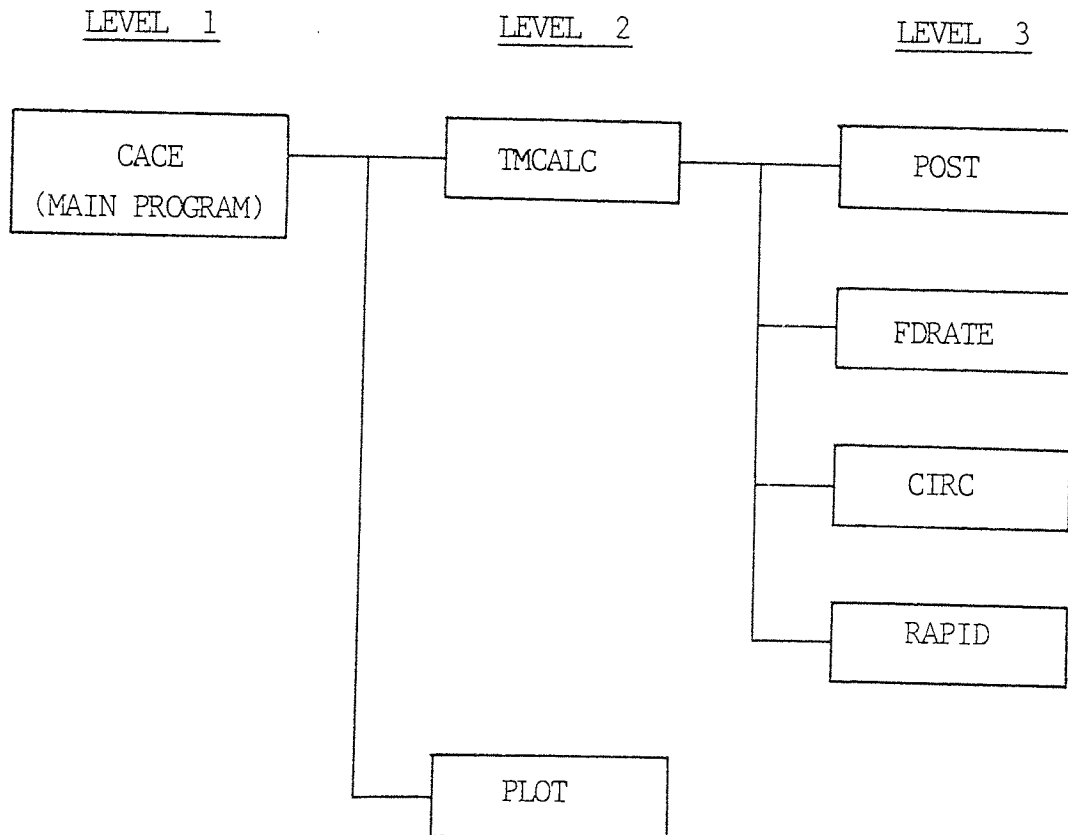 LEVEL 1
LEVEL 2
LEVEL 3
CACE
(MAIN PROGRAM)
TMCALC
POST
FDRATE
CIRC
RAPID
PLOT